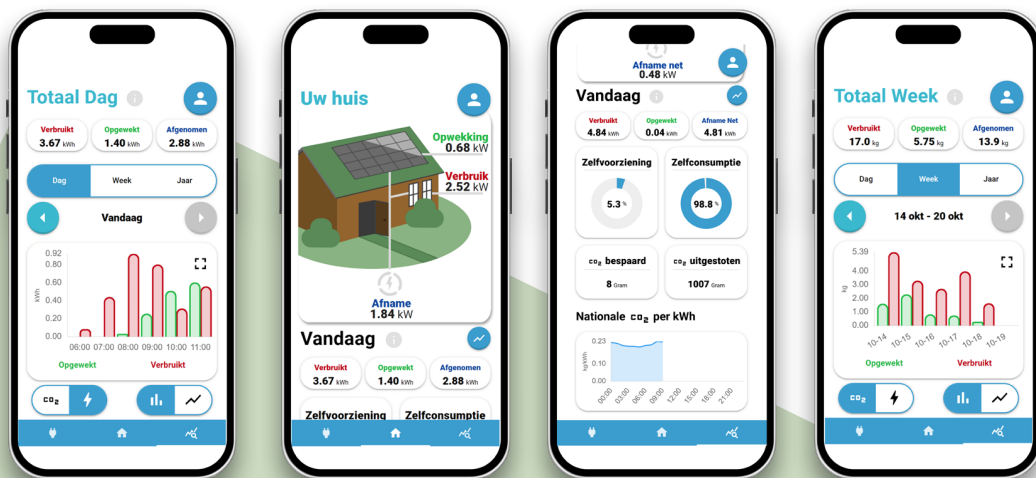 Totaal Dag
Verbruikt
3.67 kWh
Opgewekt
1.40 kWh
Afgenomen
2.88 kWh
Dag
Week
Jaar
Vandaag
0.92
0.80
0.60
0.40
0.20
0.00
kWh
06:00 07:00 08:00 09:00 10:00 11:00
Opgewekt
Verbruikt
CO₂
Uw huis
Opwekking
0.68 kW
Verbruik
2.52 kW
Afname
1.84 kW
Vandaag
Verbruikt
3.67 kWh
Opgewekt
1.40 kWh
Afgenomen
2.88 kWh
Zelfvoorziening
Zelfconsumptie
Afname net
0.48 kW
Vandaag
Verbruikt
4.84 kWh
Opgewekt
0.04 kWh
Afname Net
4.81 kWh
Zelfvoorziening
5.3 %
Zelfconsumptie
98.8 %
CO₂ bespaard
8 Gram
CO₂ uitgestoten
1007 Gram
Nationale CO₂ per kWh
0.23
0.10
0.00
kg/kWh
00:00 03:00 06:00 09:00 12:00 15:00 18:00 21:00
Totaal Week
Verbruikt
17.0 kg
Opgewekt
5.75 kg
Afgenomen
13.9 kg
Dag
Week
Jaar
14 okt - 20 okt
5.39
4.00
3.00
2.00
1.00
0.00
kg
10-14 10-15 10-16 10-17 10-18 10-19
Opgewekt
Verbruikt
CO₂